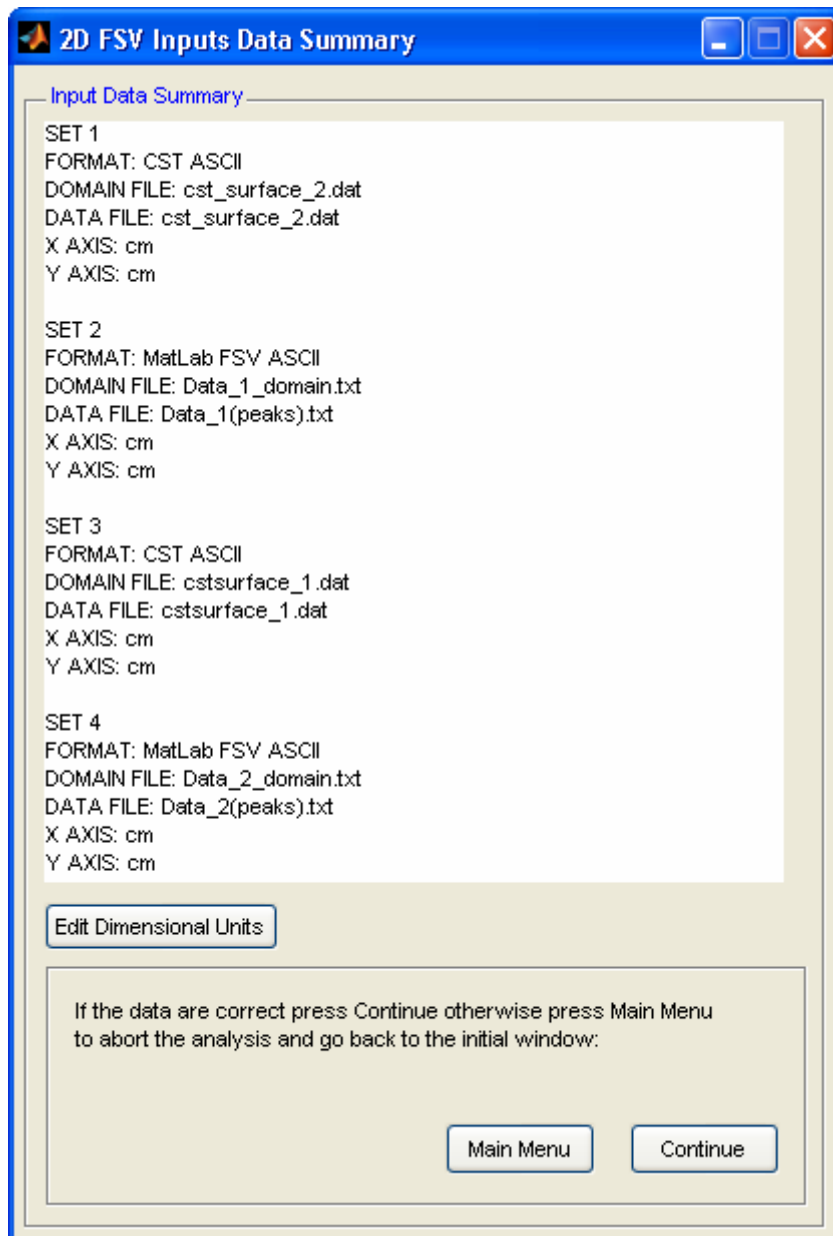 2D FSV Inputs Data Summary
Input Data Summary
SET 1
FORMAT: CST ASCII
DOMAIN FILE: cst_surface_2.dat
DATA FILE: cst_surface_2.dat
X AXIS: cm
Y AXIS: cm
SET 2
FORMAT: MatLab FSV ASCII
DOMAIN FILE: Data_1_domain.txt
DATA FILE: Data_1(peaks).txt
X AXIS: cm
Y AXIS: cm
SET 3
FORMAT: CST ASCII
DOMAIN FILE: cstsurface_1.dat
DATA FILE: cstsurface_1.dat
X AXIS: cm
Y AXIS: cm
SET 4
FORMAT: MatLab FSV ASCII
DOMAIN FILE: Data_2_domain.txt
DATA FILE: Data_2(peaks).txt
X AXIS: cm
Y AXIS: cm
Edit Dimensional Units
If the data are correct press Continue otherwise press Main Menu
to abort the analysis and go back to the initial window:
Main Menu Continue